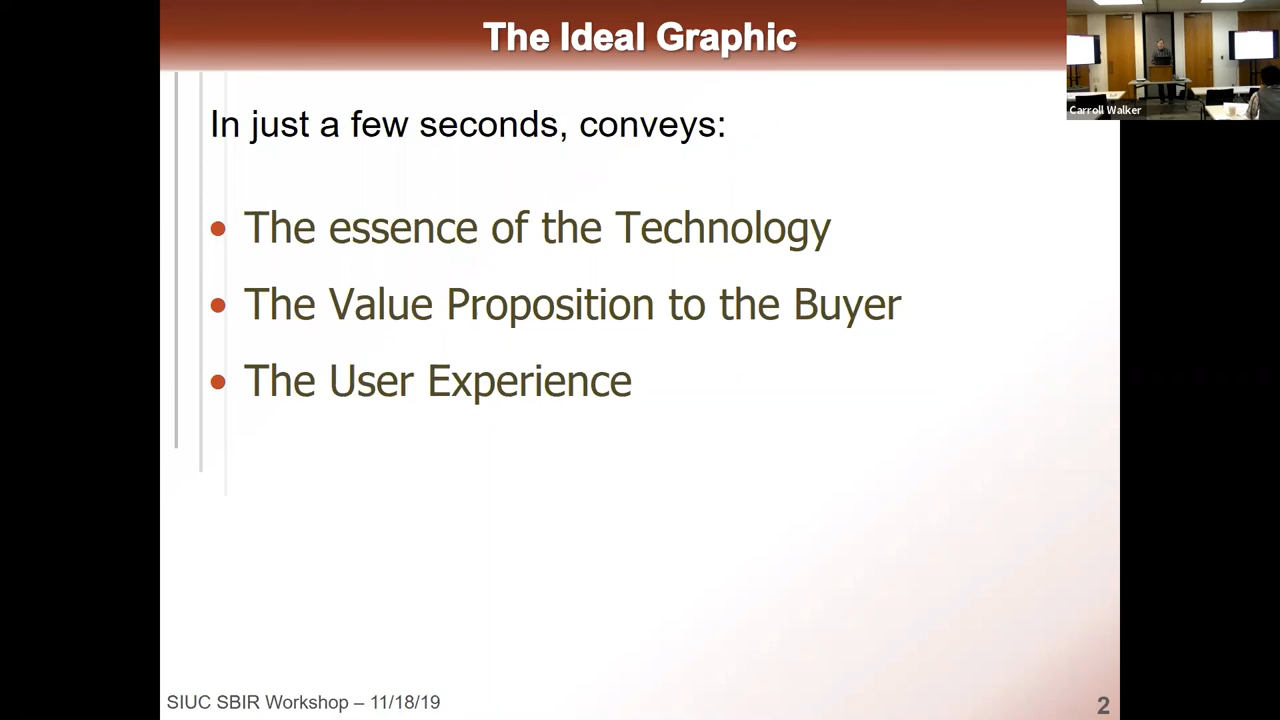 The Ideal Graphic
Carroll Walker
In just a few seconds, conveys:
• The essence of the Technology
• The Value Proposition to the Buyer
• The User Experience
SIUC SBIR Workshop – 11/18/19
2